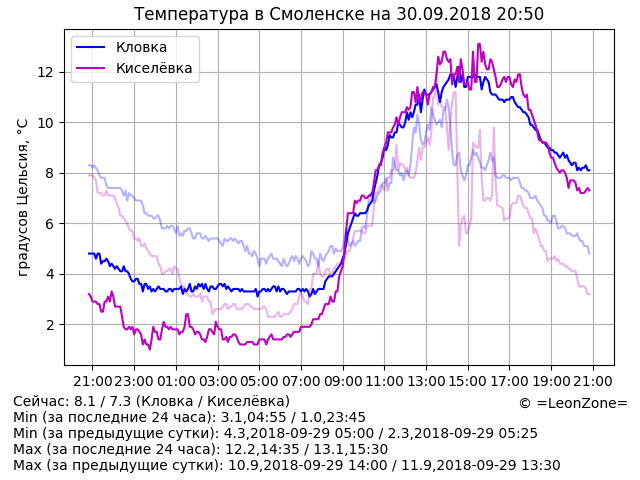 Температура в Смоленске на 30.09.2018 20:50
Кловка
Киселёвка
градусов Цельсия, °C
12
10
8
6
4
2
21:00 23:00 01:00 03:00 05:00 07:00 09:00 11:00 13:00 15:00 17:00 19:00 21:00
Сейчас: 8.1 / 7.3 (Кловка / Киселёвка)
© =LeonZone=
Min (за последние 24 часа): 3.1,04:55 / 1.0,23:45
Min (за предыдущие сутки): 4.3,2018-09-29 05:00 / 2.3,2018-09-29 05:25
Max (за последние 24 часа): 12.2,14:35 / 13.1,15:30
Max (за предыдущие сутки): 10.9,2018-09-29 14:00 / 11.9,2018-09-29 13:30